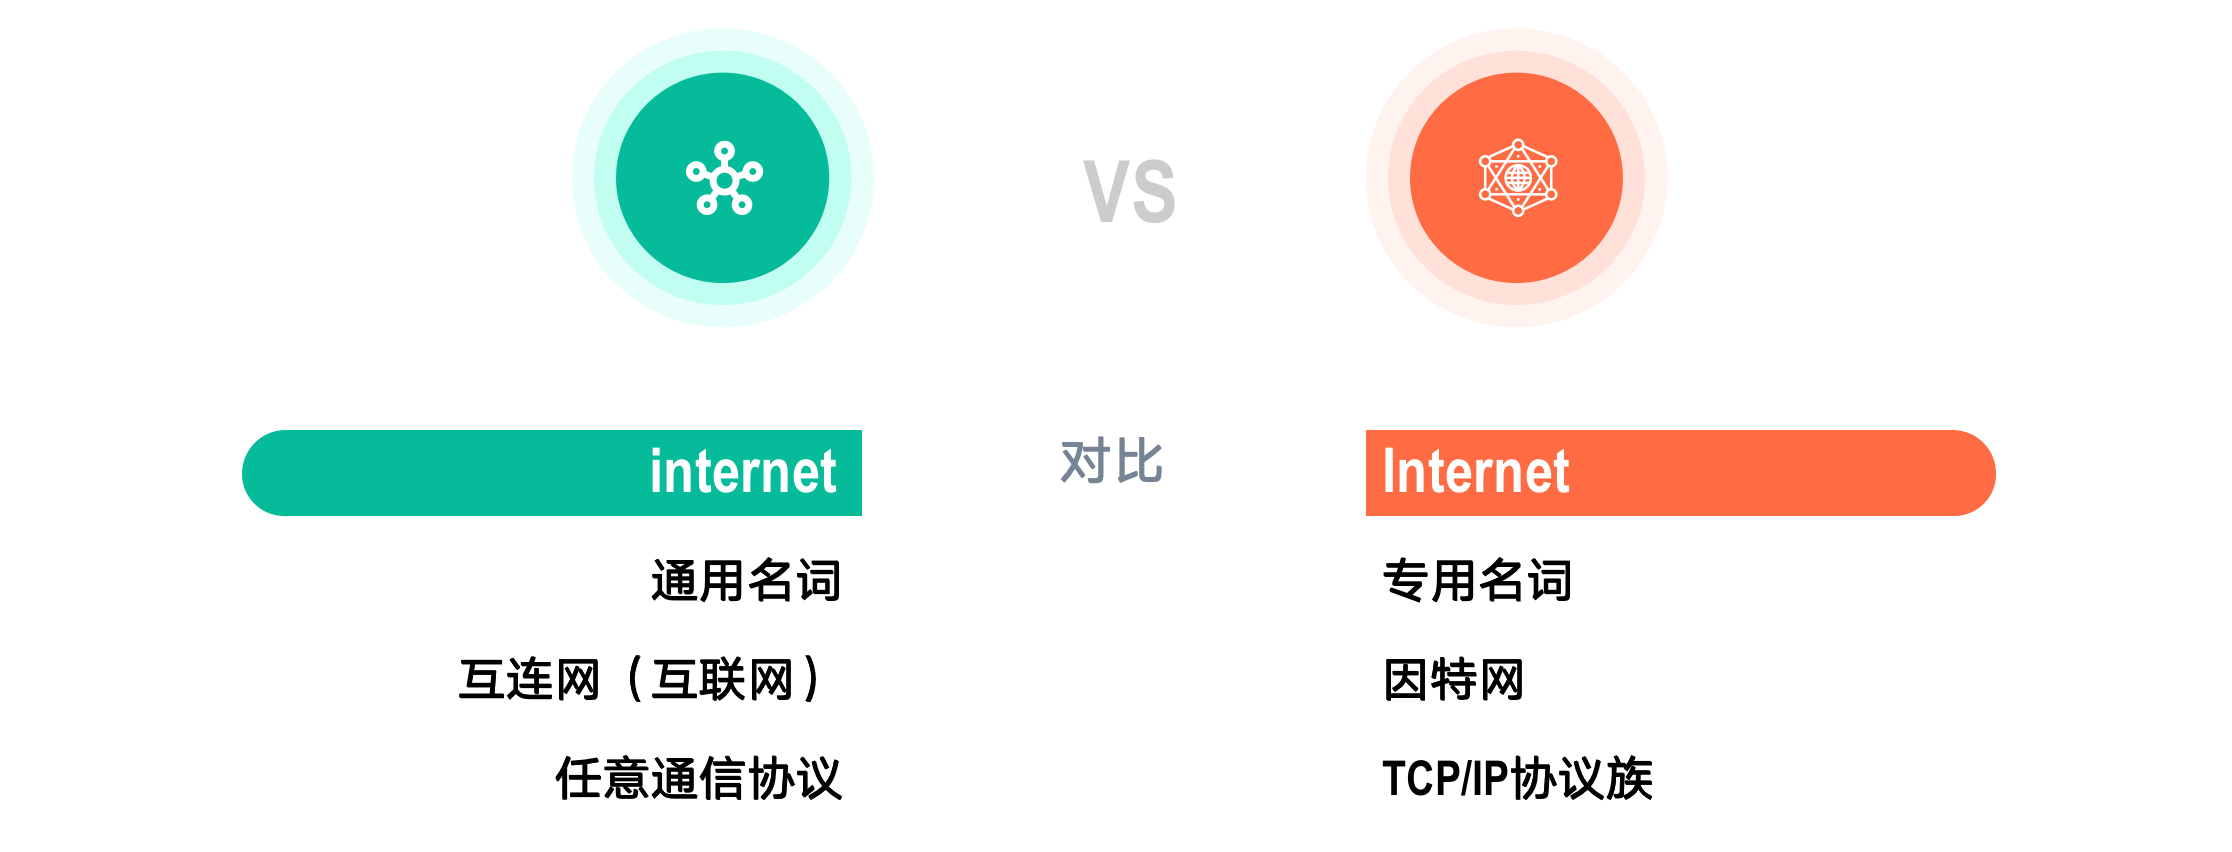 VS
internet
对比
Internet
通用名词
专用名词
互连网（互联网）
因特网
任意通信协议
TCP/IP协议族